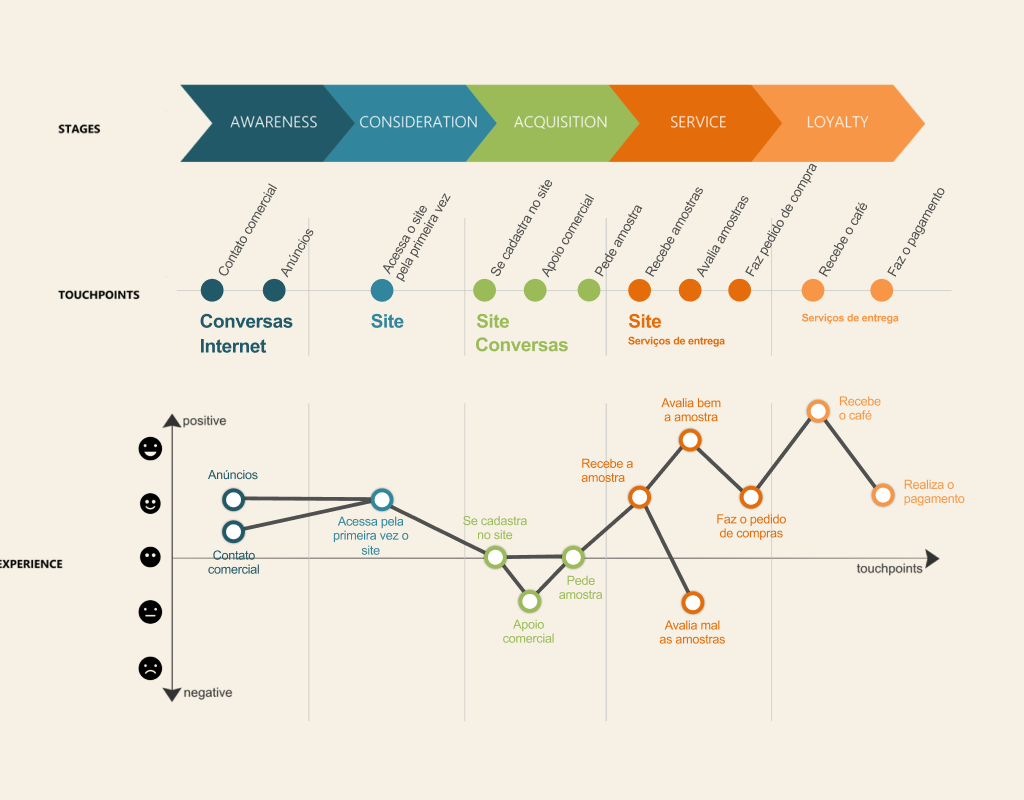 STAGES
AWARENESS
CONSIDERATION
ACQUISITION
SERVICE
LOYALTY
TOUCHPOINTS
Contato comercial
Anúncios
Acessa o site
pela primeira vez
Se cadastra no site
Apoio comercial
Pede amostra
Recebe amostras
Avalia amostras
Faz pedido de compra
Recebe o café
Faz o pagamento
Conversas
Internet
Site
Site
Conversas
Site
Serviços de entrega
Serviços de entrega
EXPERIENCE
positive
Anúncios
Contato
comercial
Acessa pela
primeira vez o
site
Se cadastra
no site
Apoio
comercial
Pede
amostra
Recebe a
amostra
Avalia bem
a amostra
Avalia mal
as amostras
Faz o pedido
de compras
Recebe
o café
Realiza o
pagamento
touchpoints
negative